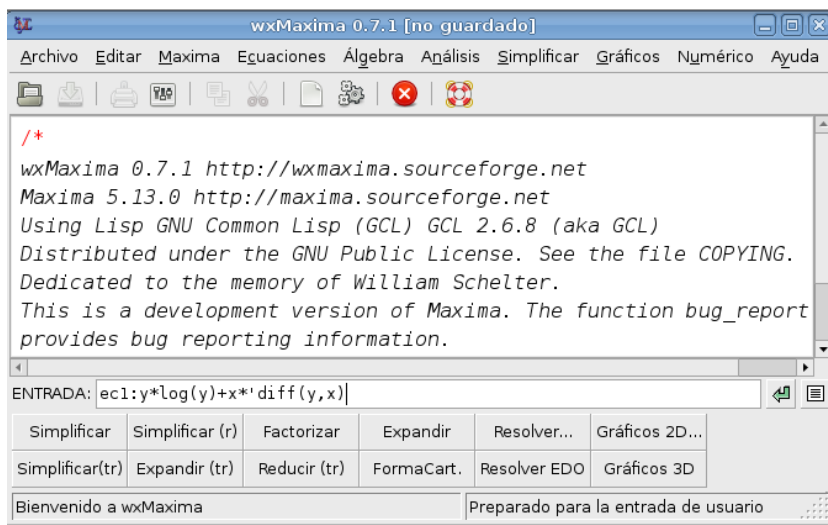 wxMaxima 0.7.1 [no guardado]
Archivo Editar Maxima Ecuaciones Álgebra Análisis Simplificar Gráficos Numérico Ayuda
/*
wxMaxima 0.7.1 http://wxmaxima.sourceforge.net
Maxima 5.13.0 http://maxima.sourceforge.net
Using Lisp GNU Common Lisp (GCL) GCL 2.6.8 (aka GCL)
Distributed under the GNU Public License. See the file COPYING.
Dedicated to the memory of William Schelter.
This is a development version of Maxima. The function bug_report
provides bug reporting information.
ENTRADA: ec1:y*log(y)+x*'diff(y,x)
Simplificar Simplificar (r) Factorizar Expandir Resolver... Gráficos 2D...
Simplificar(tr) Expandir (tr) Reducir (tr) FormaCart. Resolver EDO Gráficos 3D
Bienvenido a wxMaxima Preparado para la entrada de usuario